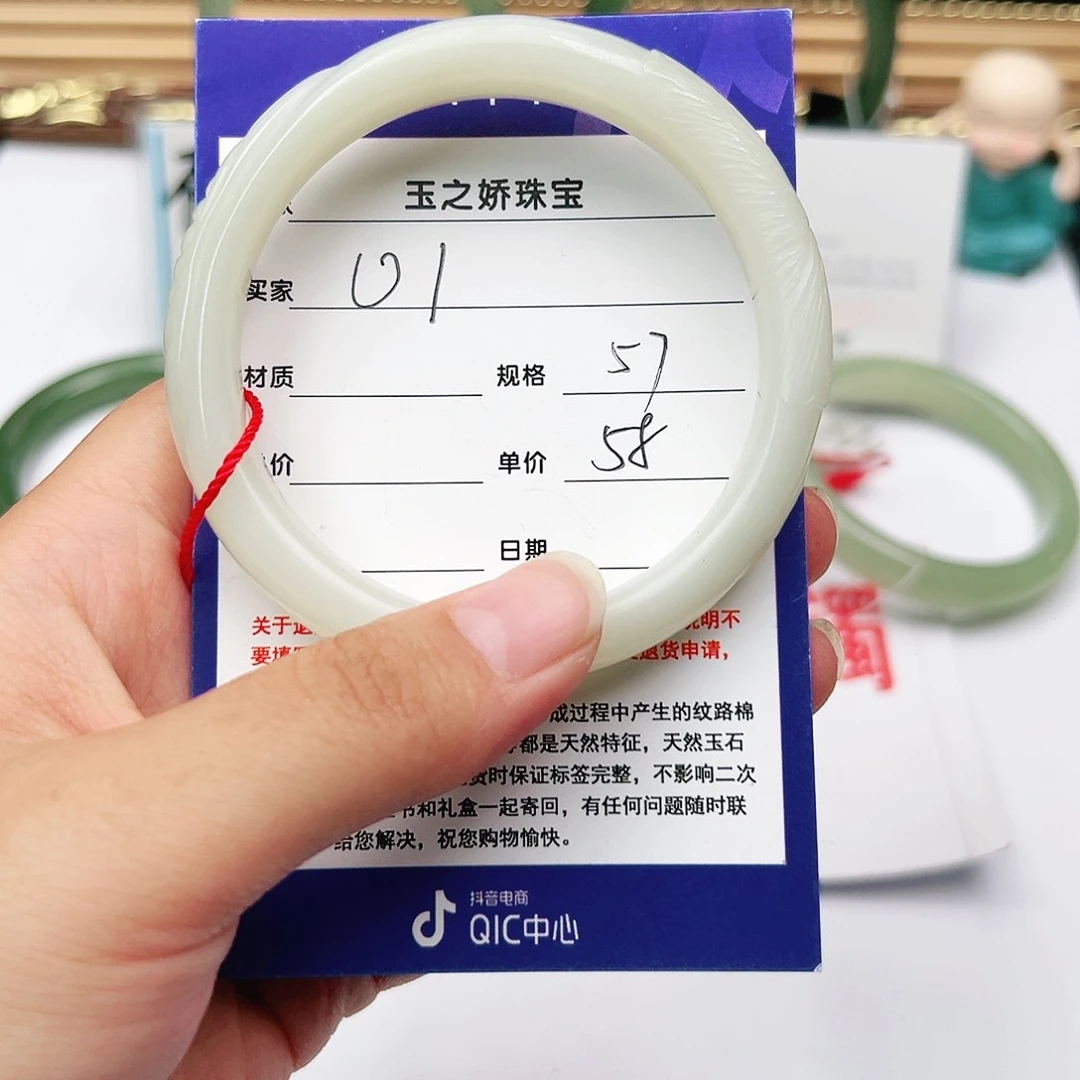 玉之娇珠宝
买家 01
材质 规格 57
价 单价 58
日期
关于退 说明不
要填 退货申请，
成过程中产生的纹路棉
都是天然特征，天然玉石
货时保证标签完整，不影响二次
书和礼盒一起寄回，有任何问题随时联
给您解决，祝您购物愉快。
抖音电商
QIC中心